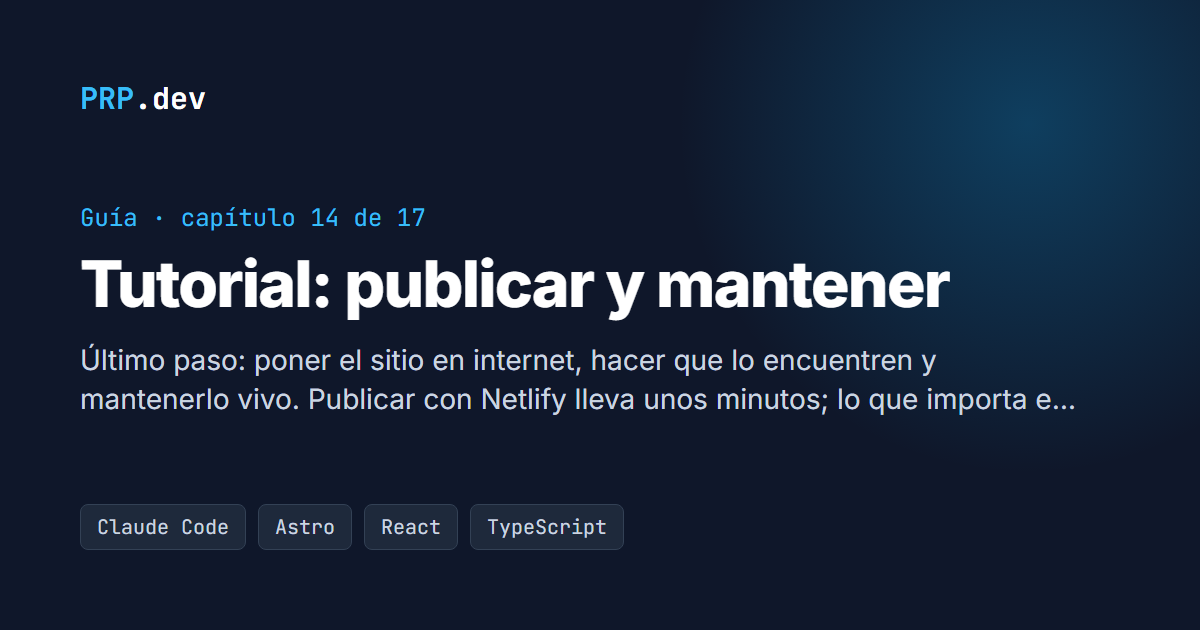 PRP.dev
Guía · capítulo 14 de 17
Tutorial: publicar y mantener
Último paso: poner el sitio en internet, hacer que lo encuentren y
mantenerlo vivo. Publicar con Netlify lleva unos minutos; lo que importa e...
Claude Code Astro React TypeScript